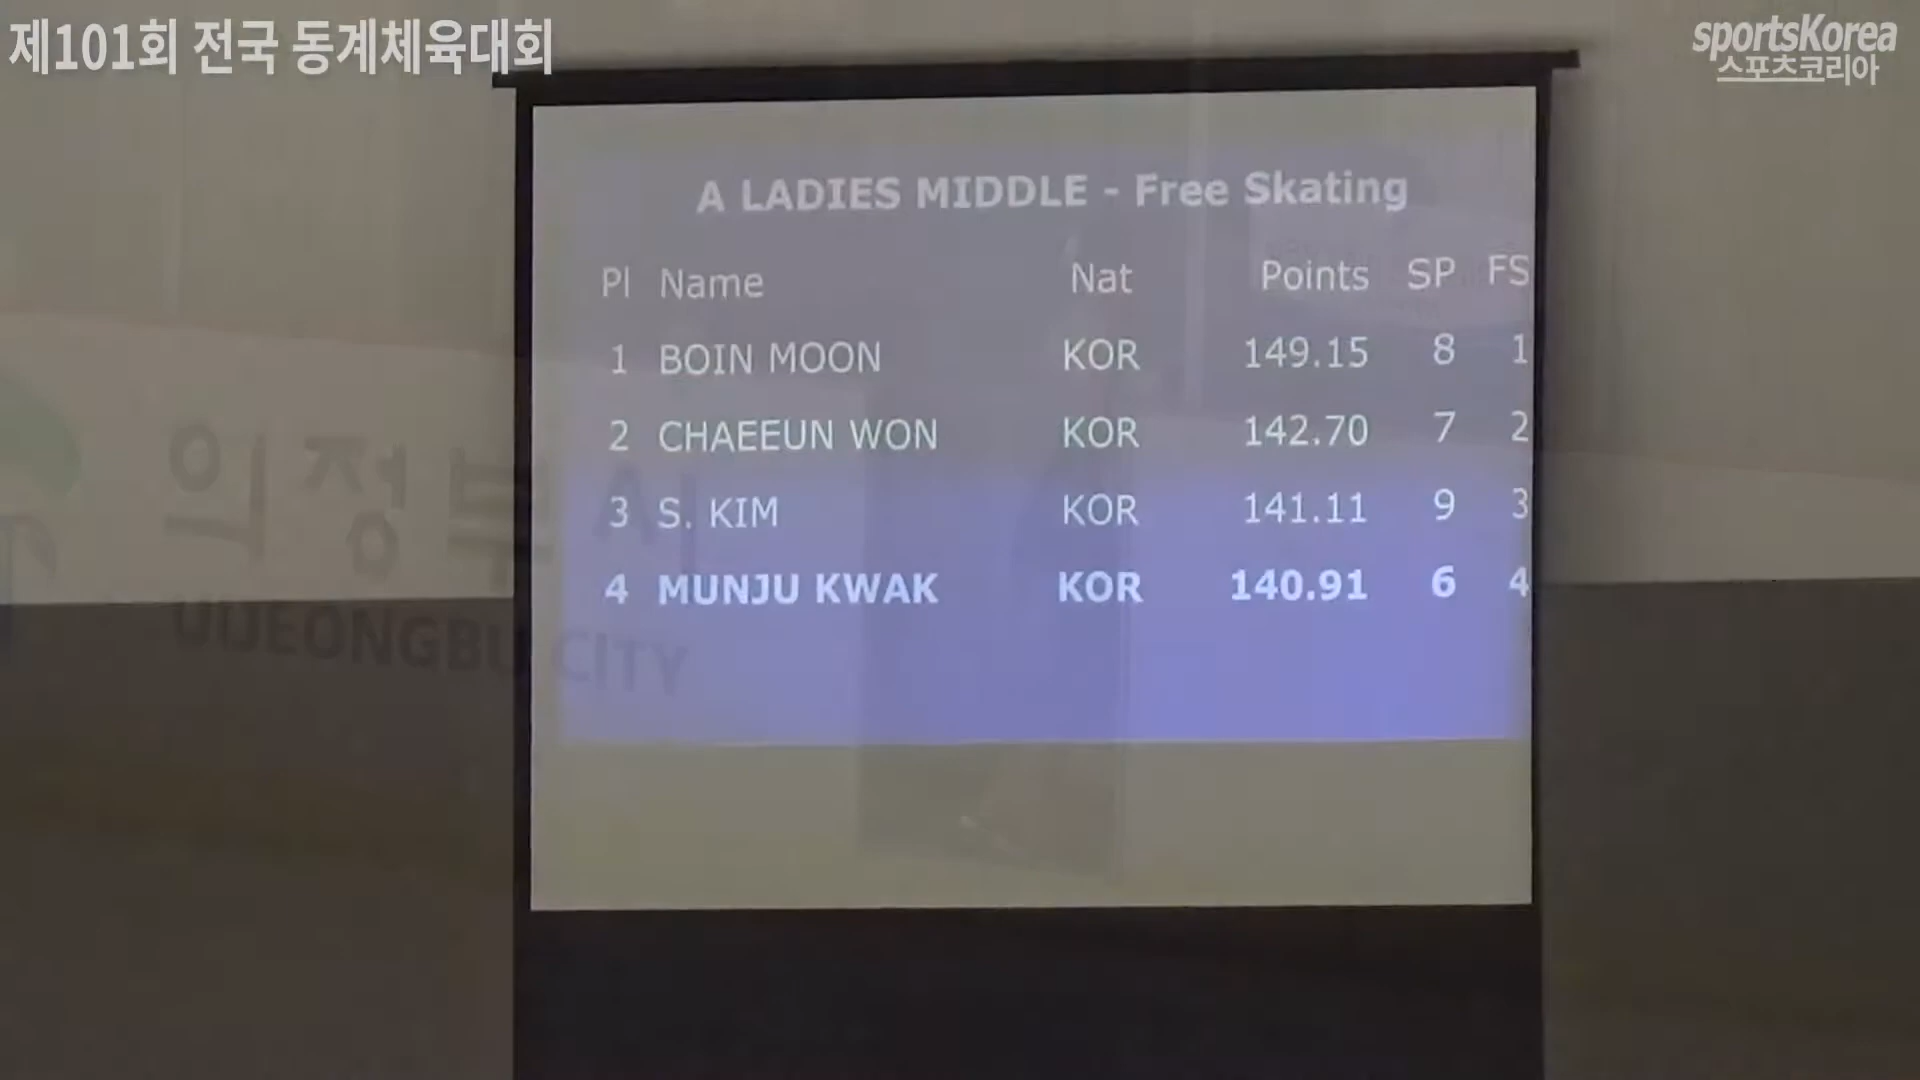 제101회 전국 동계체육대회
sportsKorea
스포츠코리아
A LADIES MIDDLE - Free Skating
Pl Name Nat Points SP FS
1 BOIN MOON KOR 149.15 8 1
2 CHAEEUN WON KOR 142.70 7 2
3 S. KIM KOR 141.11 9 3
4 MUNJU KWAK KOR 140.91 6 4
의정부시
UIJEONGBU CITY